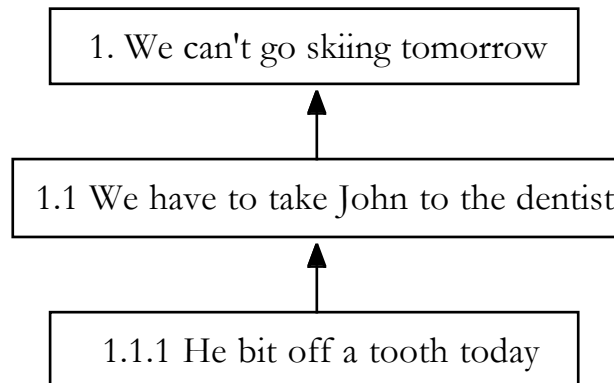 1. We can't go skiing tomorrow
1.1 We have to take John to the dentist
1.1.1 He bit off a tooth today